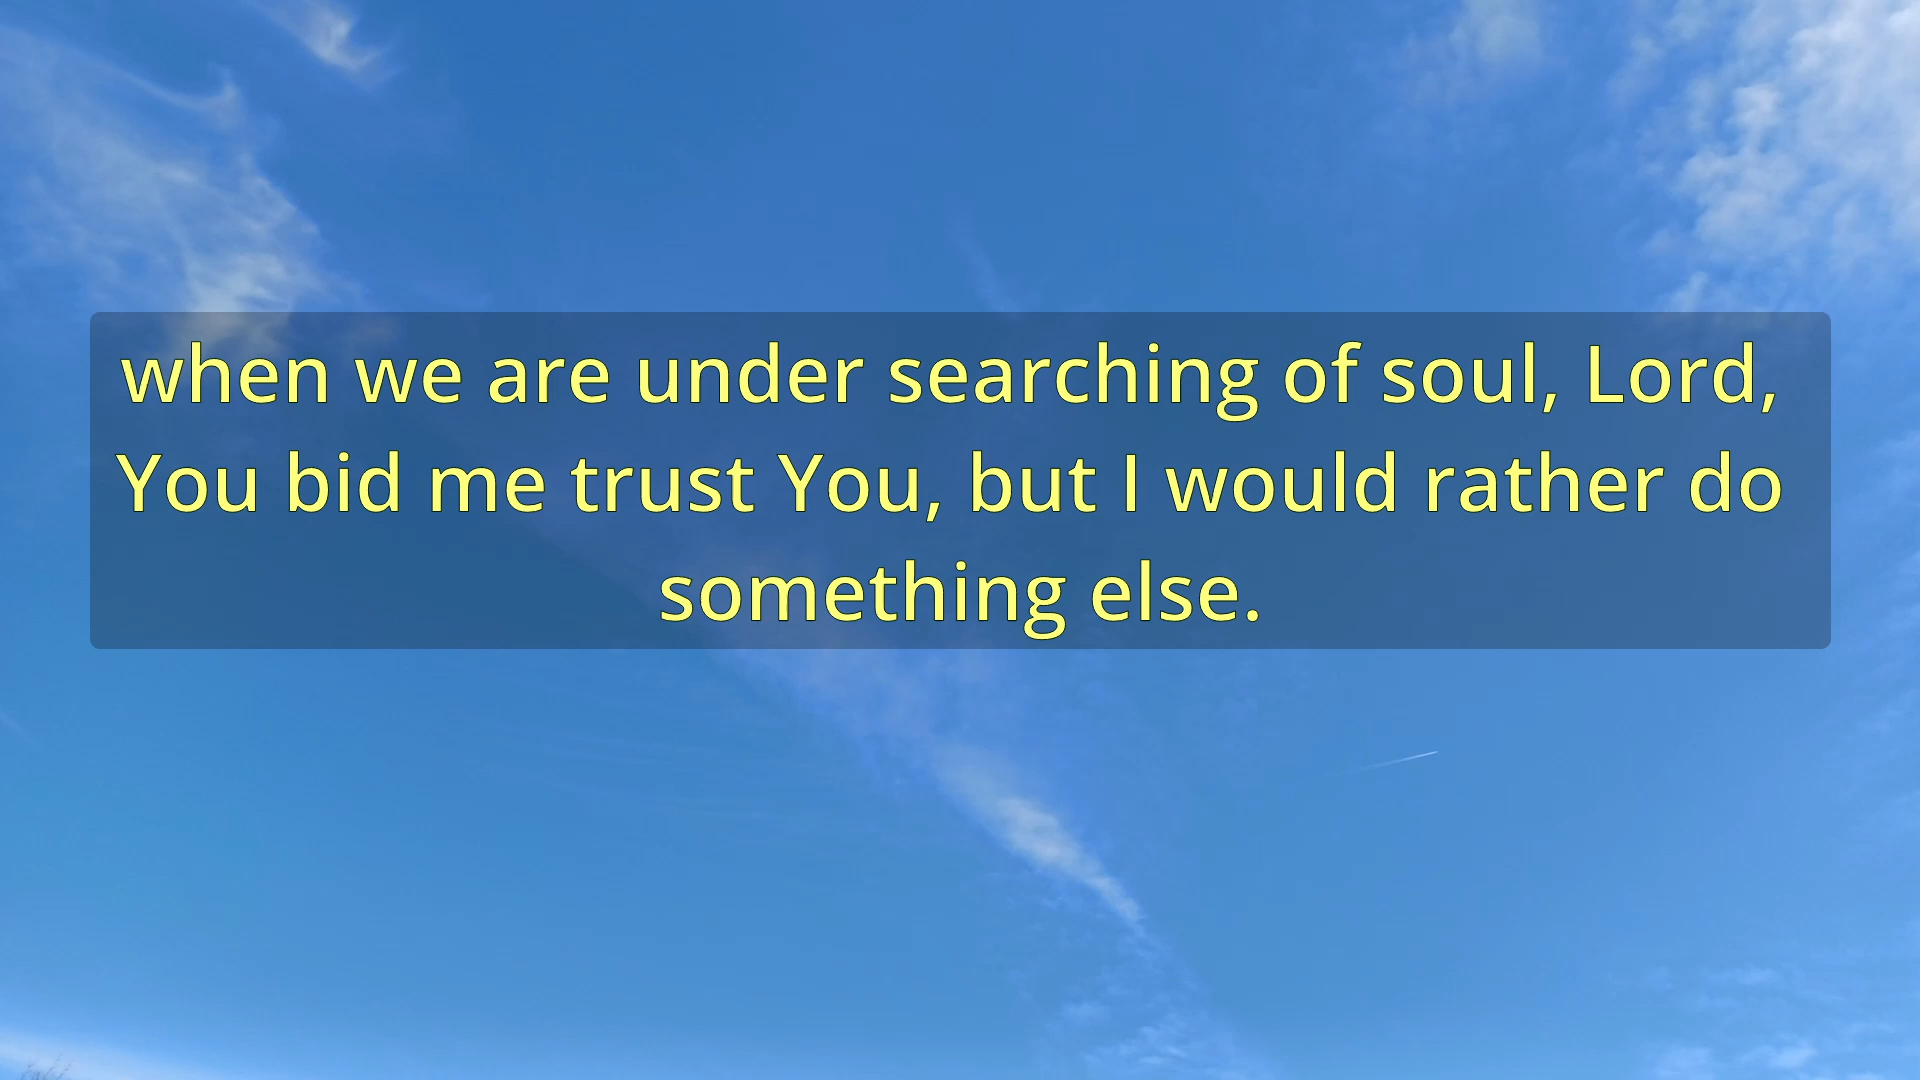 when we are under searching of soul, Lord,
You bid me trust You, but I would rather do
something else.